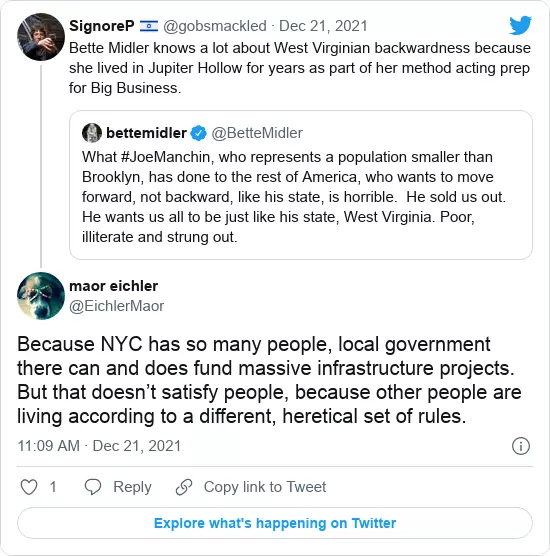 SignoreP 🇮🇱 @gobsmackled · Dec 21, 2021
Bette Midler knows a lot about West Virginian backwardness because
she lived in Jupiter Hollow for years as part of her method acting prep
for Big Business.
bettemidler @BetteMidler
What #JoeManchin, who represents a population smaller than
Brooklyn, has done to the rest of America, who wants to move
forward, not backward, like his state, is horrible.  He sold us out.
He wants us all to be just like his state, West Virginia. Poor,
illiterate and strung out.
maor eichler
@EichlerMaor
Because NYC has so many people, local government
there can and does fund massive infrastructure projects.
But that doesn’t satisfy people, because other people are
living according to a different, heretical set of rules.
11:09 AM · Dec 21, 2021
1 Reply Copy link to Tweet
Explore what's happening on Twitter